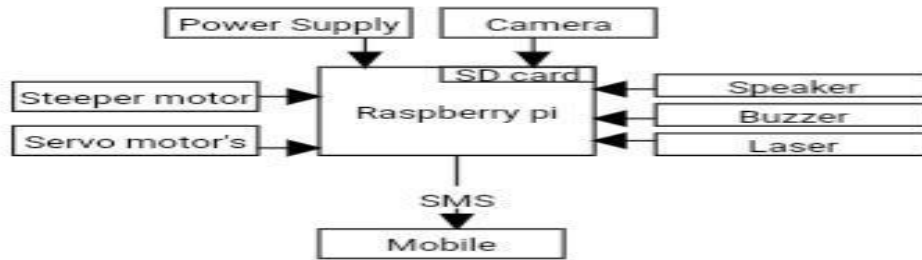 Power Supply
Camera
SD card
Steeper motor
Speaker
Raspberry pi
Buzzer
Servo motor's
Laser
SMS
Mobile